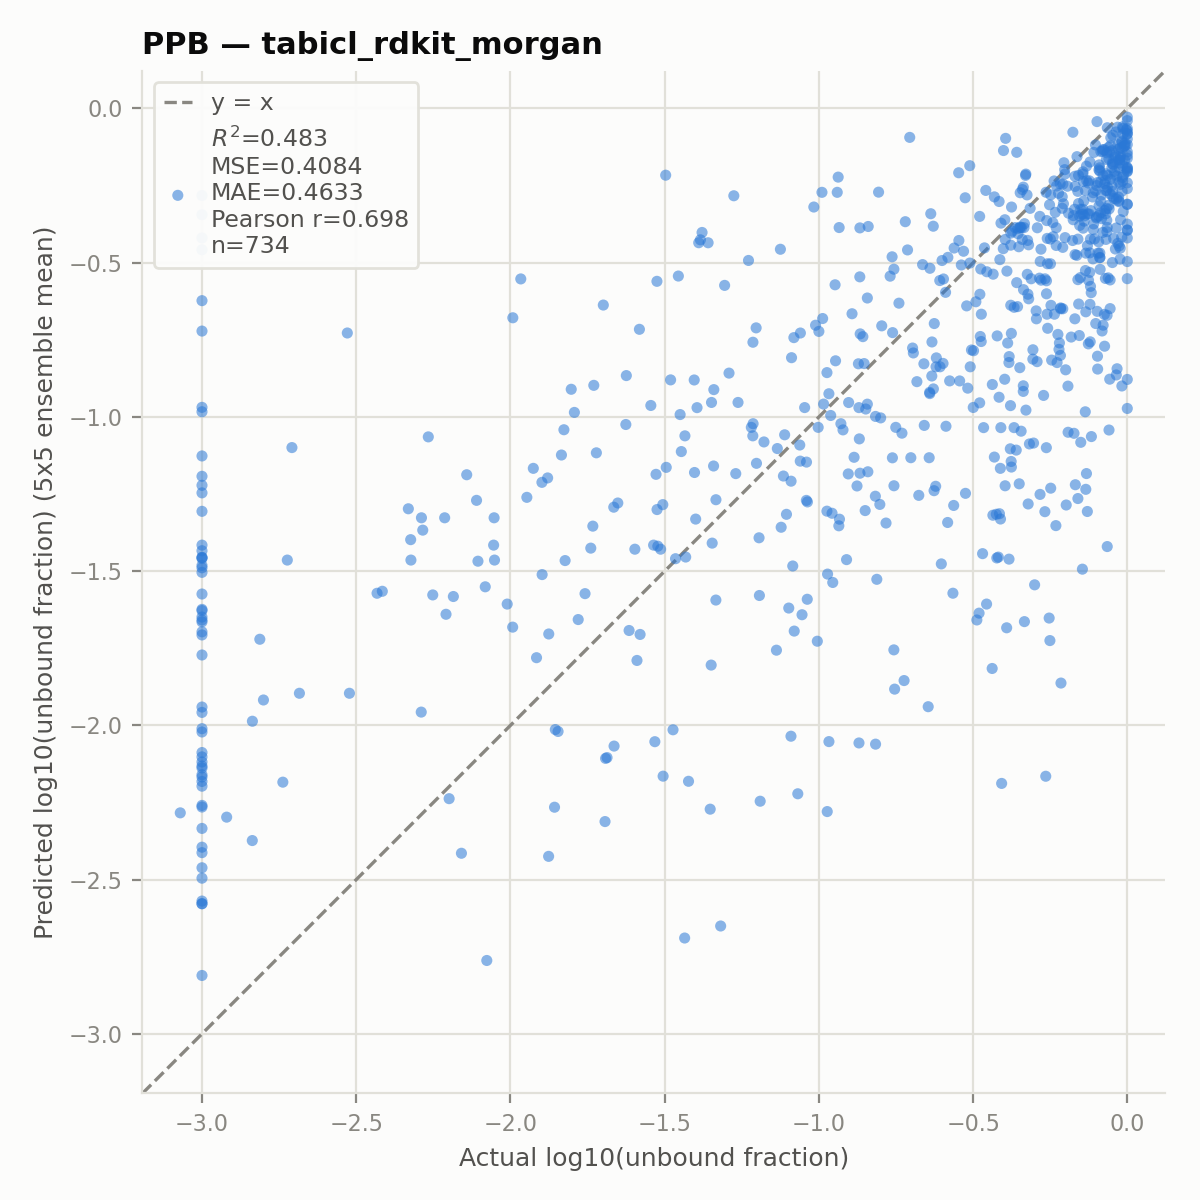 PPB — tabicl_rdkit_morgan
y = x
R²=0.483
MSE=0.4084
MAE=0.4633
Pearson r=0.698
n=734
Predicted log10(unbound fraction) (5x5 ensemble mean)
0.0
−0.5
−1.0
−1.5
−2.0
−2.5
−3.0
−3.0 −2.5 −2.0 −1.5 −1.0 −0.5 0.0
Actual log10(unbound fraction)